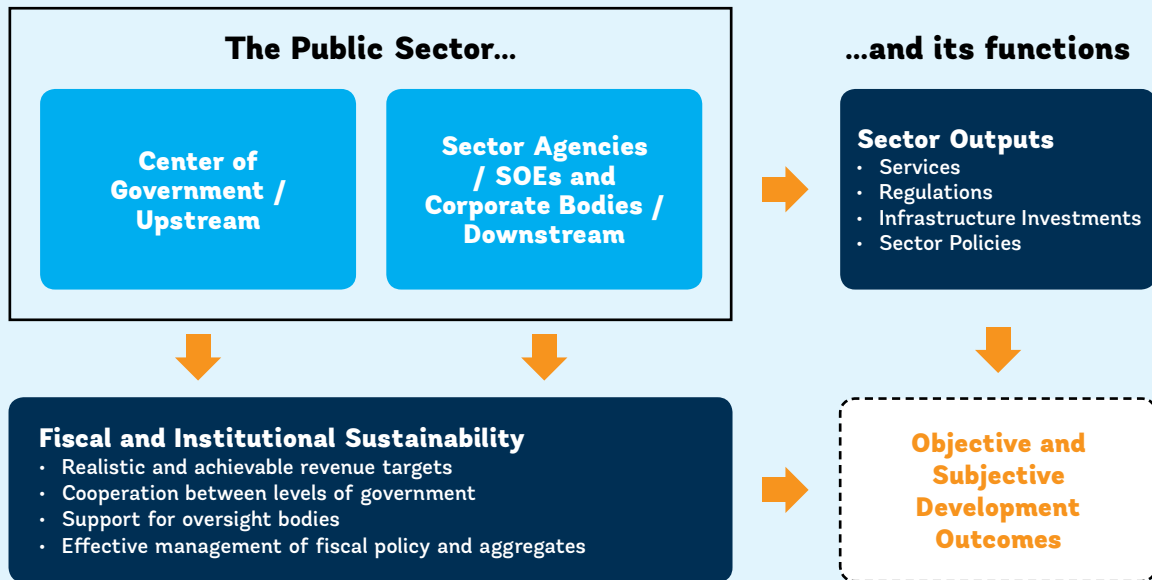 The Public Sector...
...and its functions
Center of
Government /
Upstream
Sector Agencies
/ SOEs and
Corporate Bodies /
Downstream
Sector Outputs
• Services
• Regulations
• Infrastructure Investments
• Sector Policies
Fiscal and Institutional Sustainability
• Realistic and achievable revenue targets
• Cooperation between levels of government
• Support for oversight bodies
• Effective management of fiscal policy and aggregates
Objective and
Subjective
Development
Outcomes